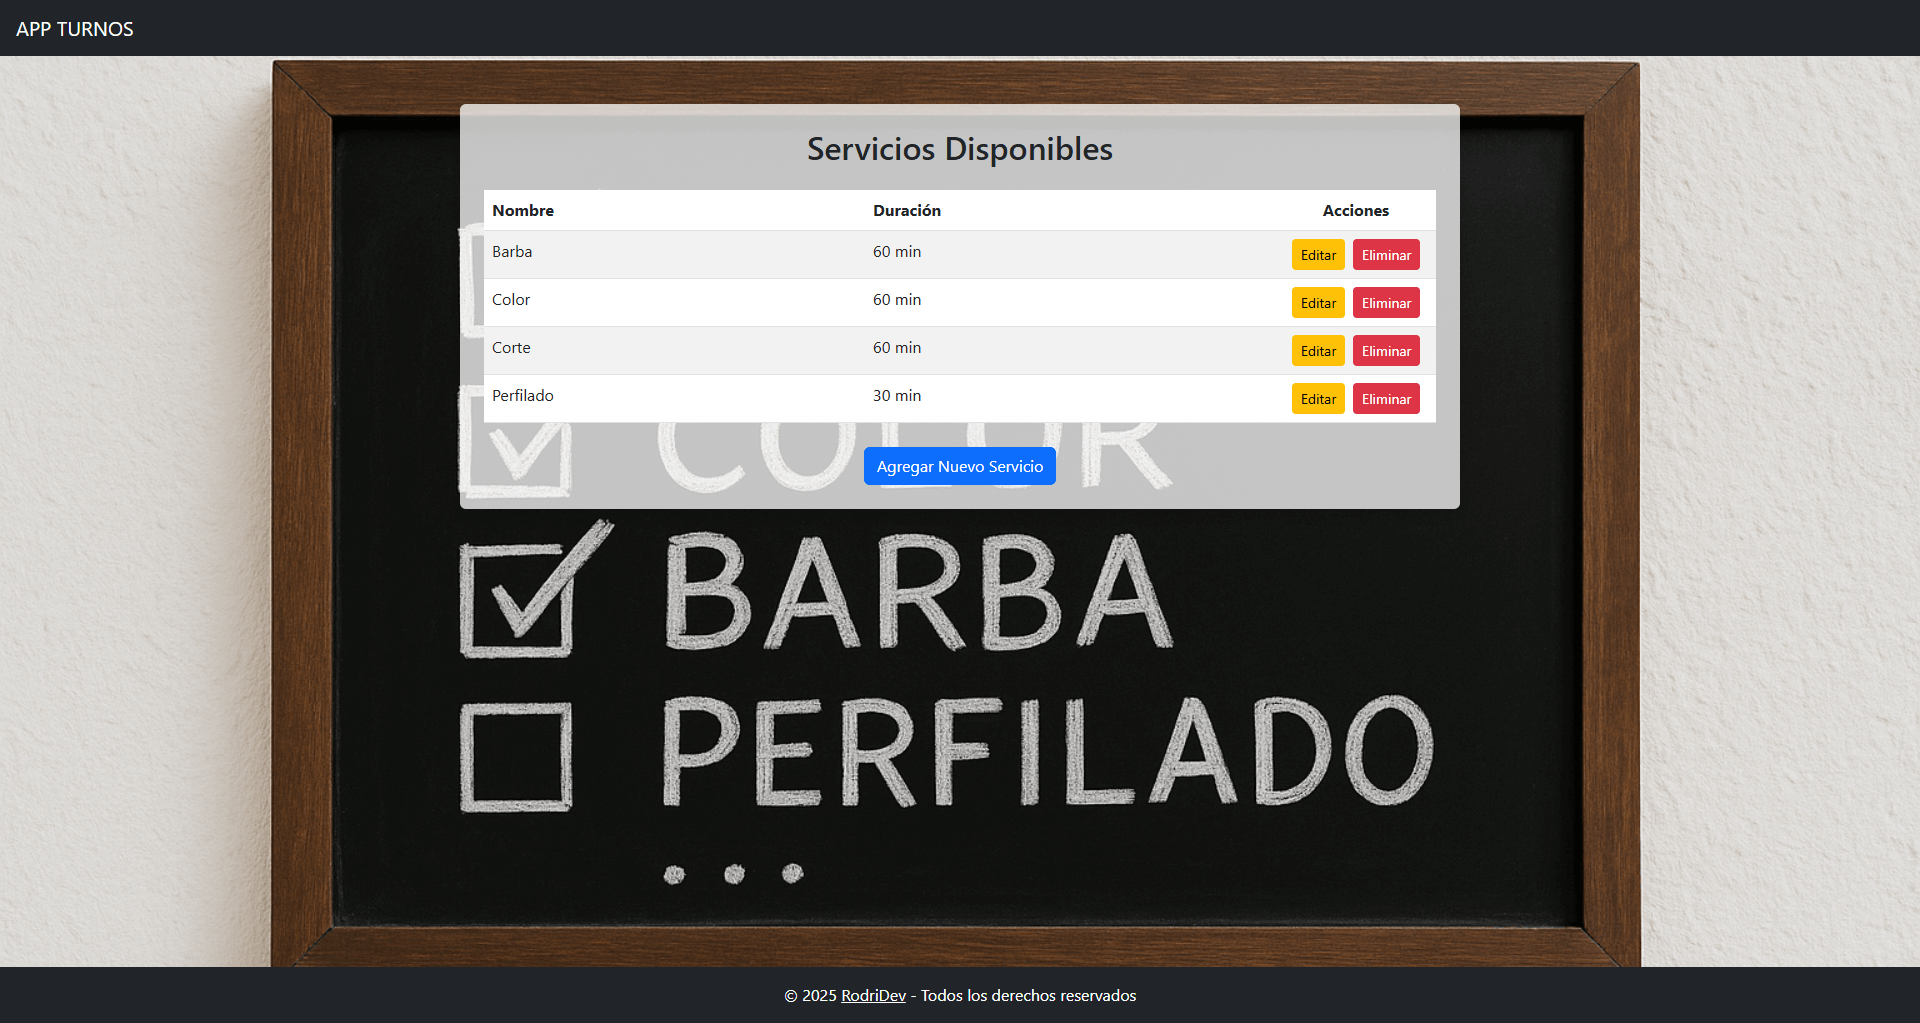 APP TURNOS
Servicios Disponibles
Nombre Duración Acciones
Barba 60 min Editar Eliminar
Color 60 min Editar Eliminar
Corte 60 min Editar Eliminar
Perfilado 30 min Editar Eliminar
COLOR
Agregar Nuevo Servicio
BARBA
PERFILADO
...
© 2025 RodriDev - Todos los derechos reservados